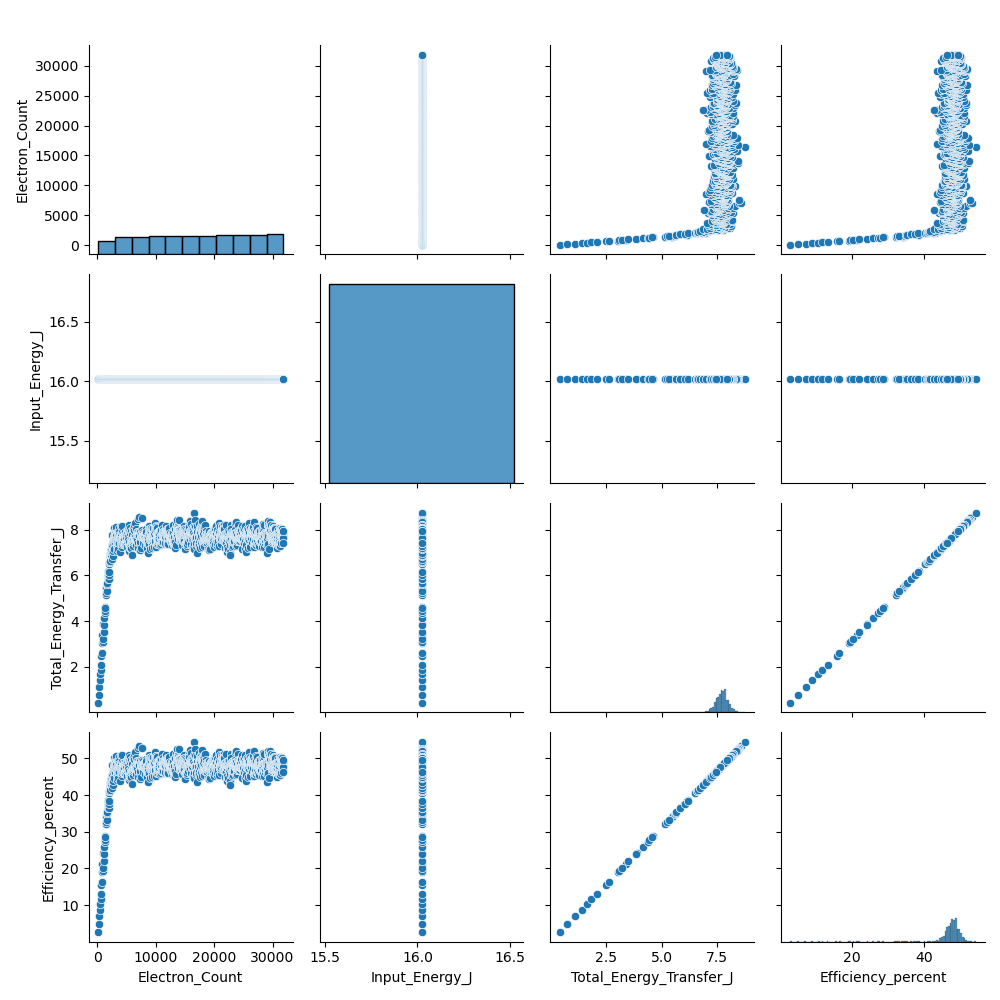 Electron_Count
30000
25000
20000
15000
10000
5000
0
Input_Energy_J
16.5
16.0
15.5
Total_Energy_Transfer_J
8
6
4
2
Efficiency_percent
50
40
30
20
10
0 10000 20000 30000
15.5 16.0 16.5
2.5 5.0 7.5
20 40
Electron_Count Input_Energy_J Total_Energy_Transfer_J Efficiency_percent